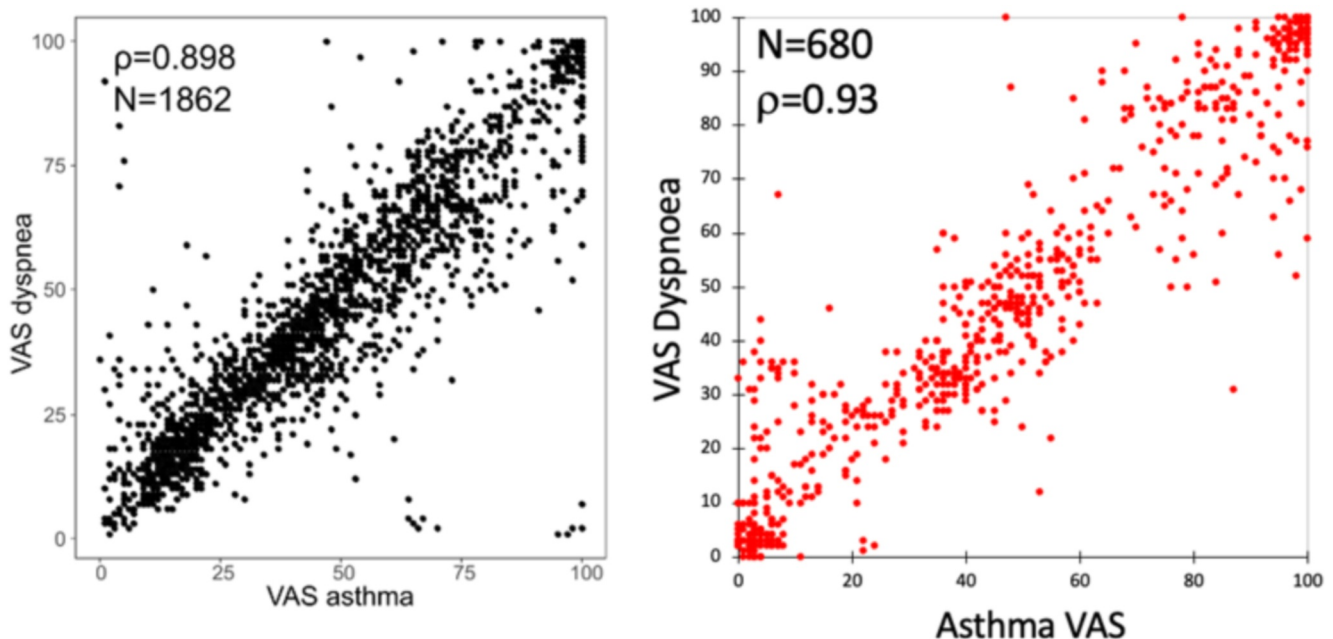 ρ=0.898
N=1862
100
75
50
25
0
VAS dyspnea
0 25 50 75 100
VAS asthma
N=680
ρ=0.93
100
90
80
70
60
50
40
30
20
10
0
VAS Dyspnoea
0 20 40 60 80 100
Asthma VAS